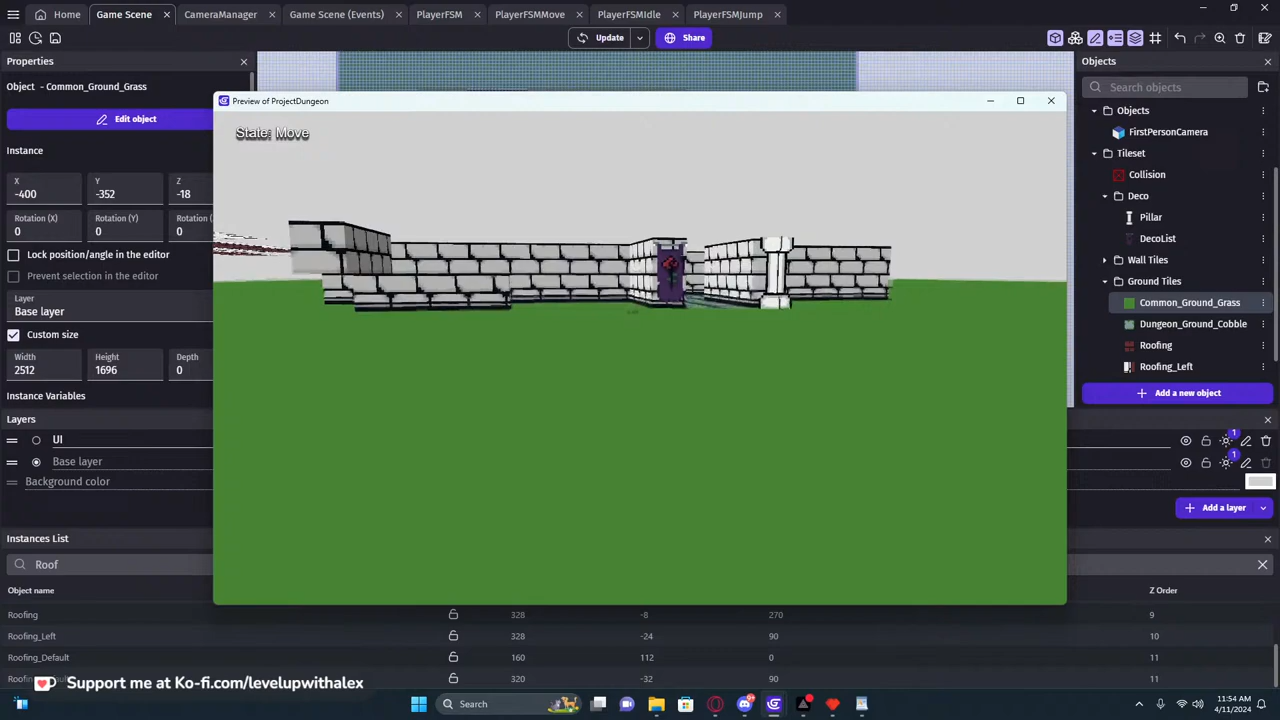 Home
Game Scene
CameraManager
Game Scene (Events)
PlayerFSM
PlayerFSMMove
PlayerFSMIdle
PlayerFSMJump
Update
Share
Properties
Objects
Object - Common_Ground_Grass
Search objects
Preview of ProjectDungeon
Edit object
State: Move
Objects
FirstPersonCamera
Instance
Tileset
X
Y
Z
-400
-352
-18
Collision
Deco
Rotation (X)
Rotation (Y)
Rotation (
0
0
0
Pillar
DecoList
Lock position/angle in the editor
Wall Tiles
Prevent selection in the editor
Ground Tiles
Layer
Base layer
Common_Ground_Grass
Dungeon_Ground_Cobble
Custom size
Roofing
Width
Height
Depth
2512
1696
0
Roofing_Left
Instance Variables
Add a new object
Layers
UI
1
Base layer
1
Background color
Add a layer
Instances List
Roof
Object name
Z Order
Roofing
328
-8
270
9
Roofing_Left
328
-24
90
10
Roofing_Default
160
112
0
11
320
-32
90
11
Support me at Ko-fi.com/levelupwithalex
Search
11:54 AM
4/11/2024